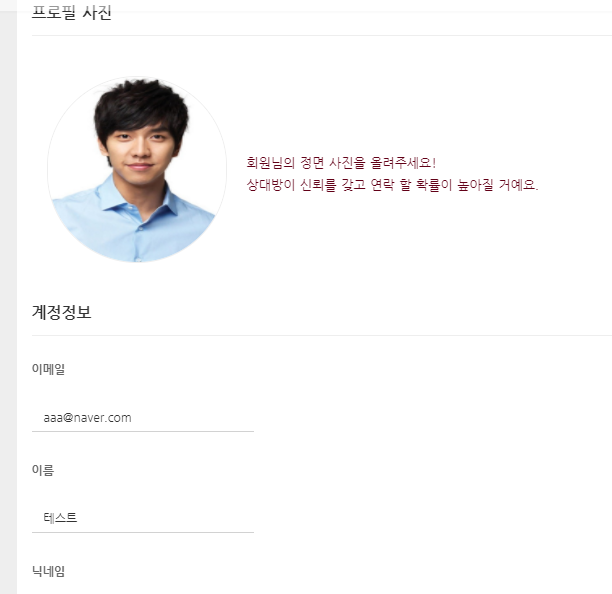 프로필 사진
회원님의 정면 사진을 올려주세요!
상대방이 신뢰를 갖고 연락 할 확률이 높아질 거예요.
계정정보
이메일
aaa@naver.com
이름
테스트
닉네임